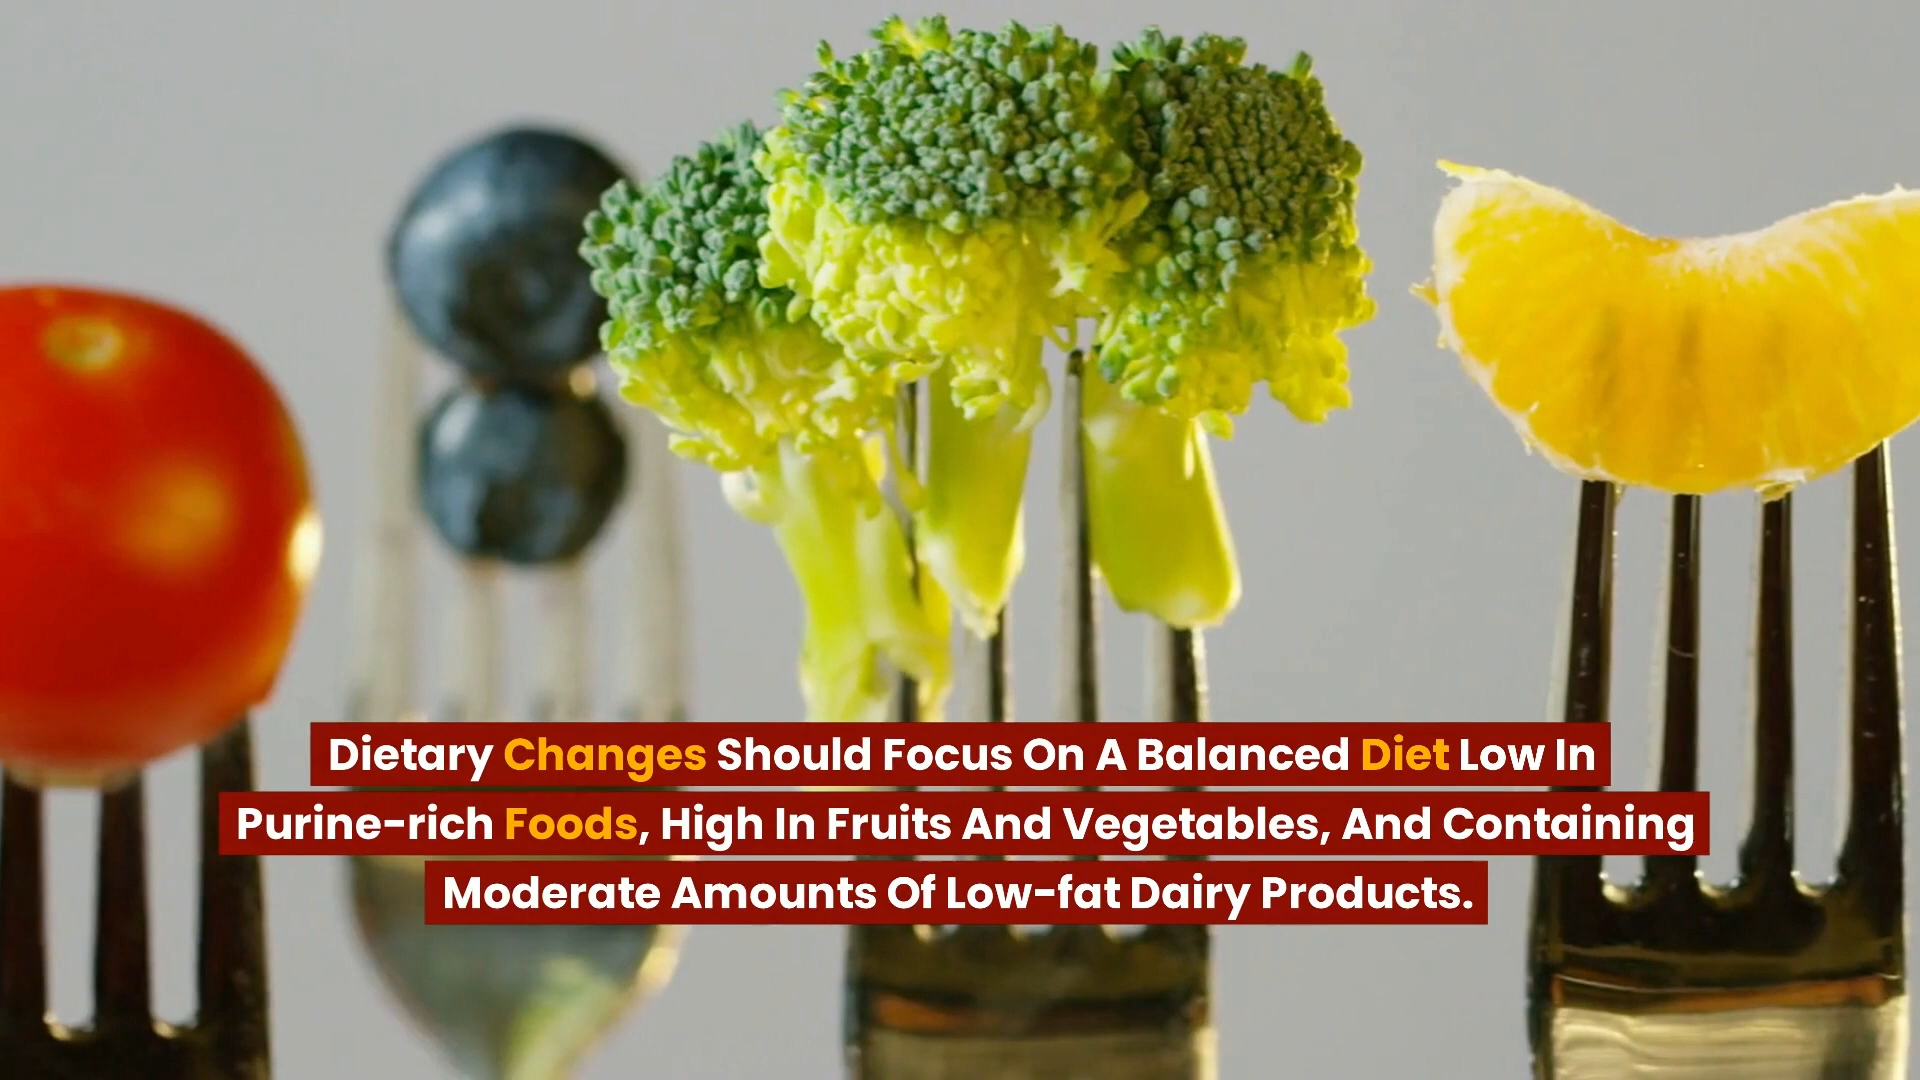 Dietary Changes Should Focus On A Balanced Diet Low In
Purine-rich Foods, High In Fruits And Vegetables, And Containing
Moderate Amounts Of Low-fat Dairy Products.